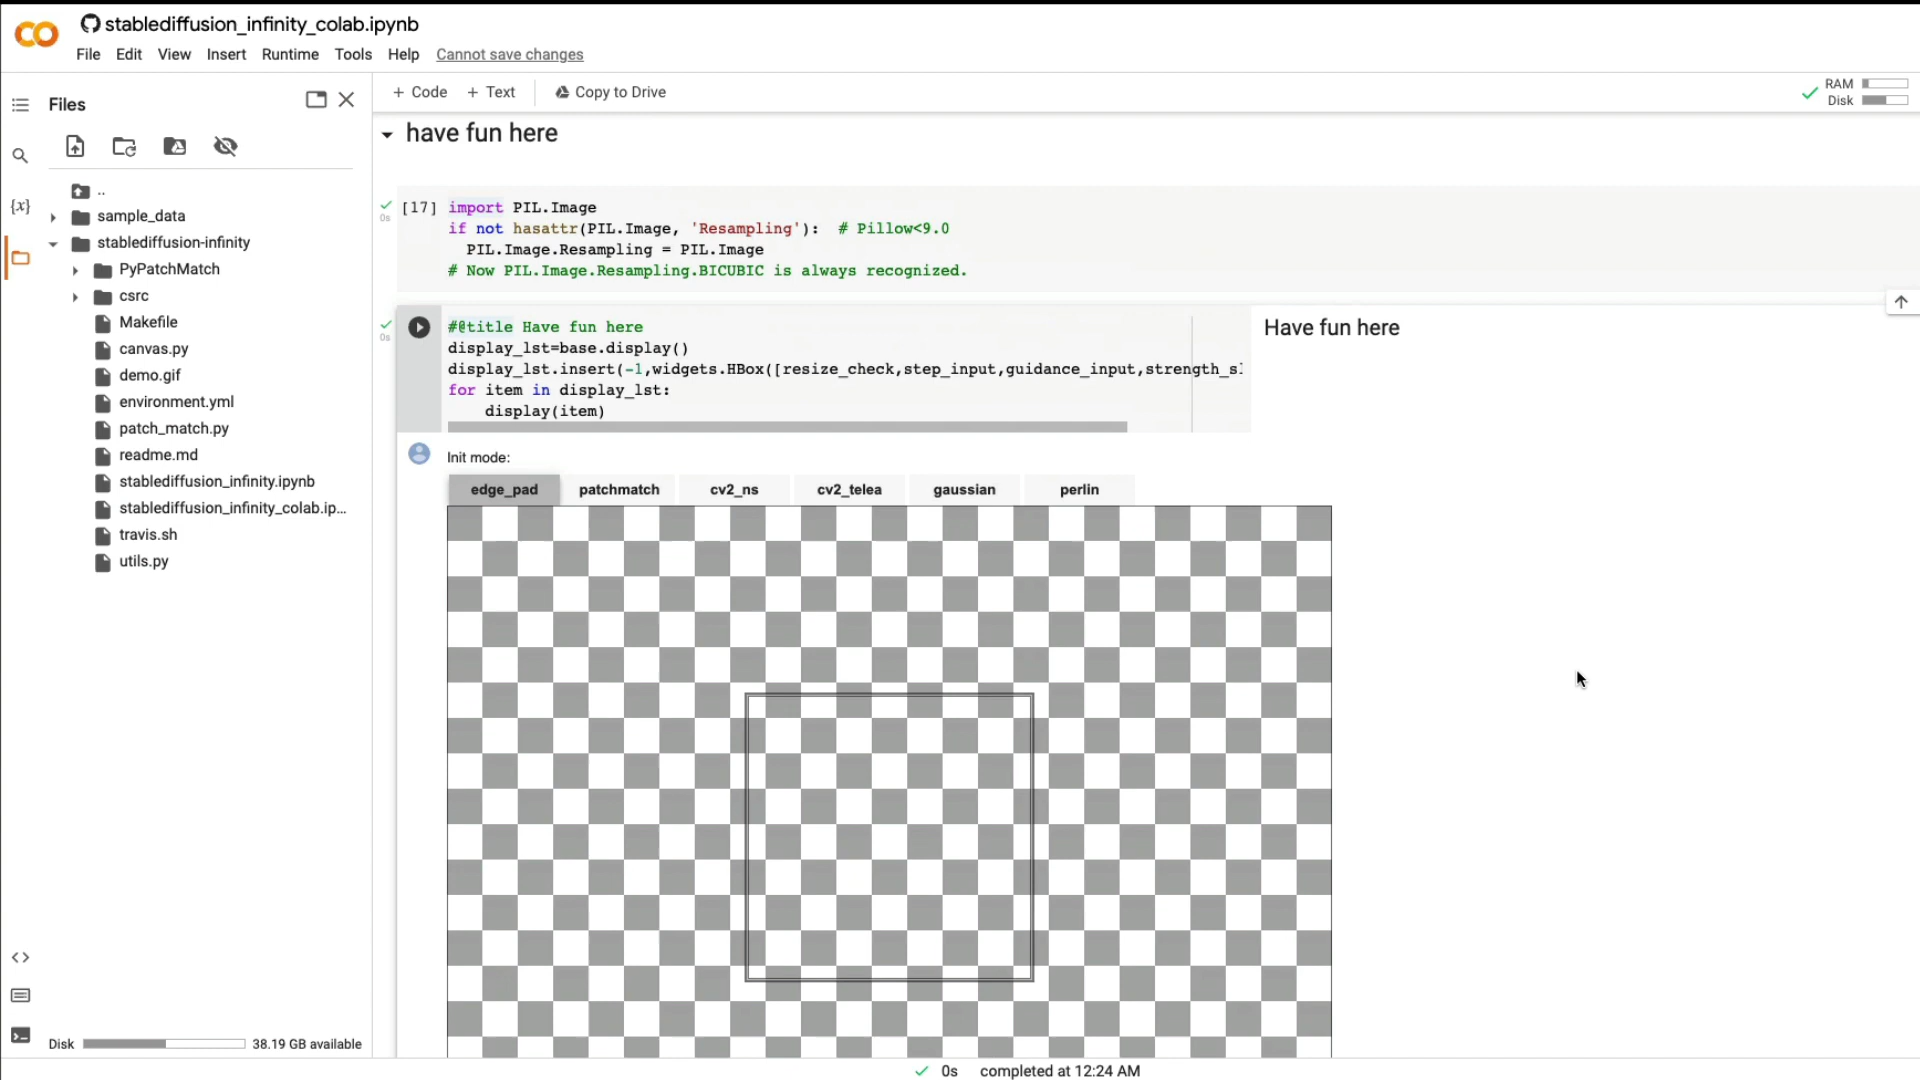 stablediffusion_infinity_colab.ipynb
File Edit View Insert Runtime Tools Help Cannot save changes
Files
+ Code + Text Copy to Drive
RAM
Disk
..
sample_data
stablediffusion-infinity
PyPatchMatch
csrc
Makefile
canvas.py
demo.gif
environment.yml
patch_match.py
readme.md
stablediffusion_infinity.ipynb
stablediffusion_infinity_colab.ip...
travis.sh
utils.py
Disk 38.19 GB available
{x}
<>
have fun here
0s
[17] import PIL.Image
if not hasattr(PIL.Image, 'Resampling'):  # Pillow<9.0
  PIL.Image.Resampling = PIL.Image
# Now PIL.Image.Resampling.BICUBIC is always recognized.
0s
#@title Have fun here
display_lst=base.display()
display_lst.insert(-1,widgets.HBox([resize_check,step_input,guidance_input,strength_s
for item in display_lst:
    display(item)
Have fun here
Init mode:
edge_pad patchmatch cv2_ns cv2_telea gaussian perlin
0s completed at 12:24 AM